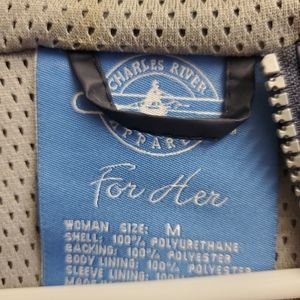 CHARLES RIVER
APPAREL
For Her
WOMAN SIZE: M
SHELL: 100% POLYURETHANE
BACKING: 100% POLYESTER
BODY LINING: 100% POLYESTER
SLEEVE LINING: 100%